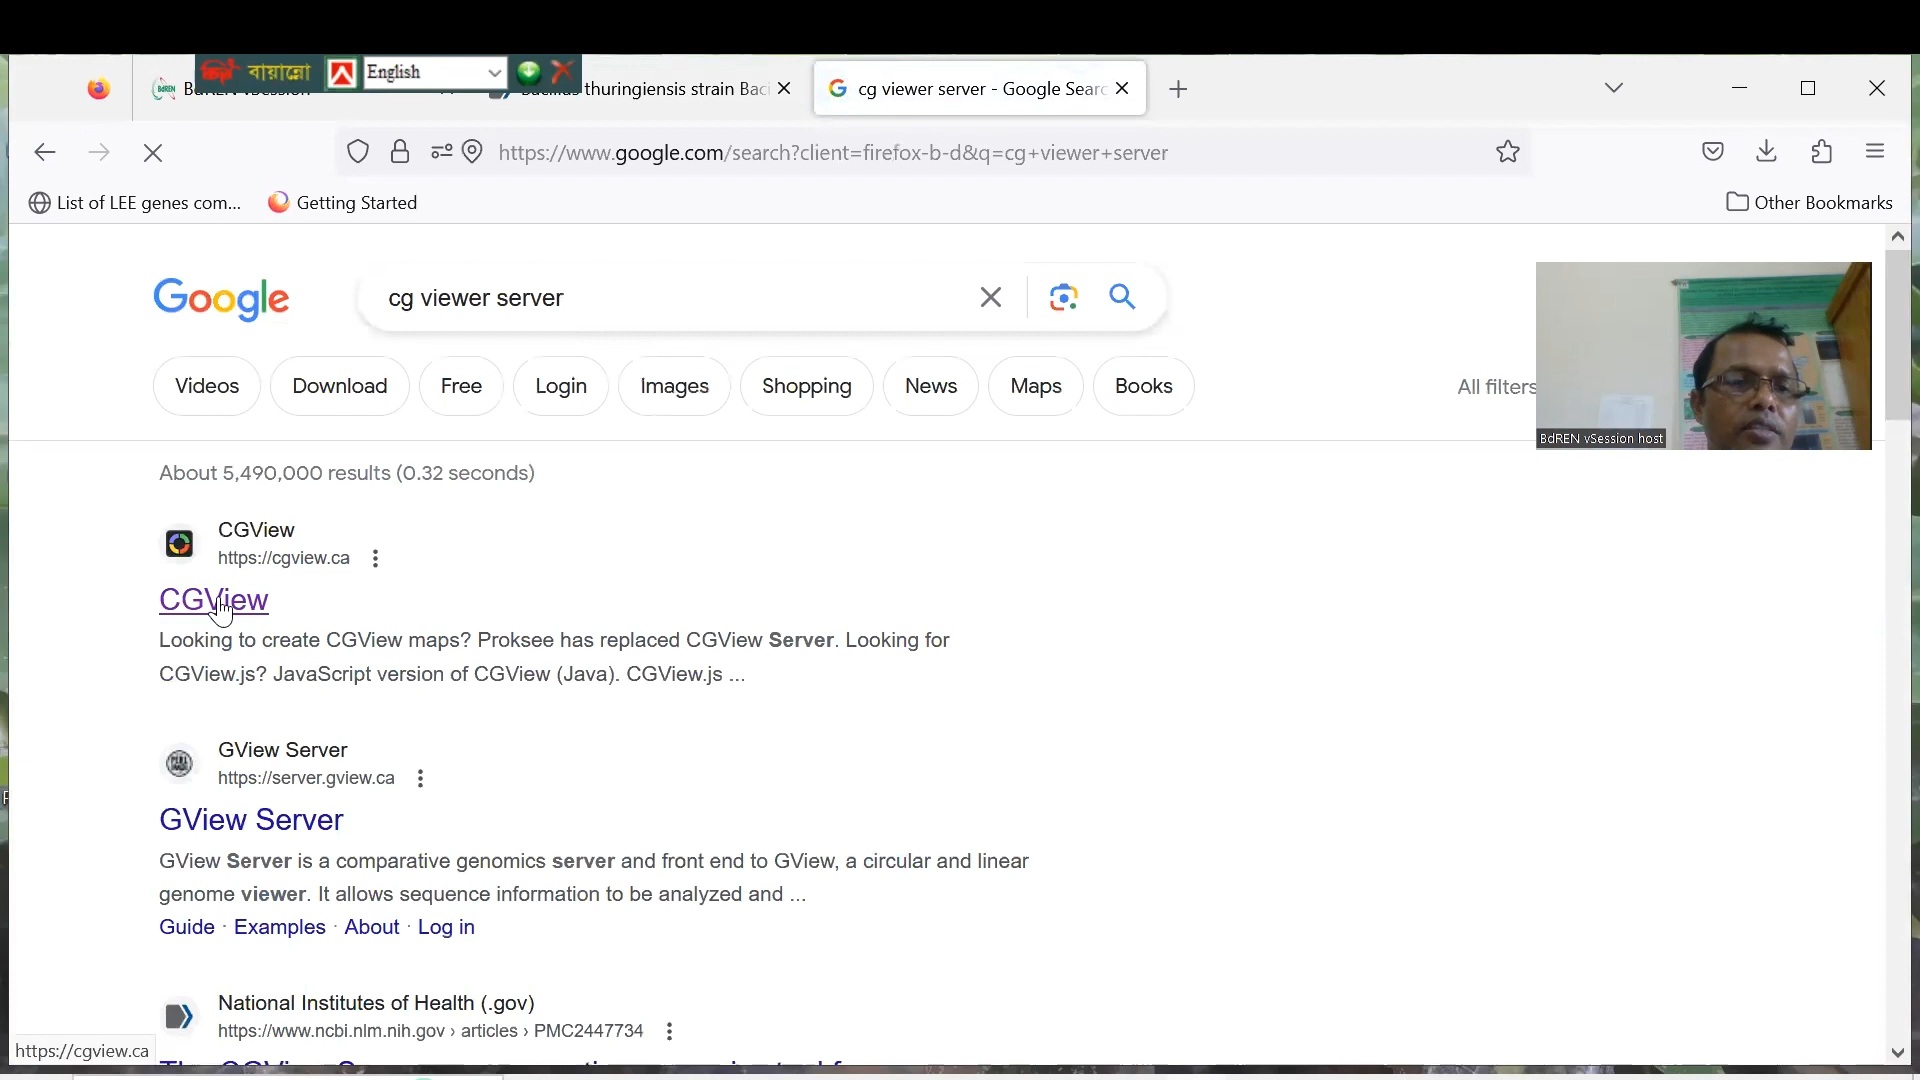 বায়ান্নো
English
thuringiensis strain Baci
cg viewer server - Google Searc
https://www.google.com/search?client=firefox-b-d&q=cg+viewer+server
List of LEE genes com...
Getting Started
Other Bookmarks
Google
cg viewer server
Videos
Download
Free
Login
Images
Shopping
News
Maps
Books
All filters
BdREN vSession host
About 5,490,000 results (0.32 seconds)
CGView
https://cgview.ca
CGView
Looking to create CGView maps? Proksee has replaced CGView Server. Looking for
CGView.js? JavaScript version of CGView (Java). CGView.js ...
GView Server
https://server.gview.ca
GView Server
GView Server is a comparative genomics server and front end to GView, a circular and linear
genome viewer. It allows sequence information to be analyzed and ...
Guide · Examples · About · Log in
National Institutes of Health (.gov)
https://www.ncbi.nlm.nih.gov › articles › PMC2447734
https://cgview.ca